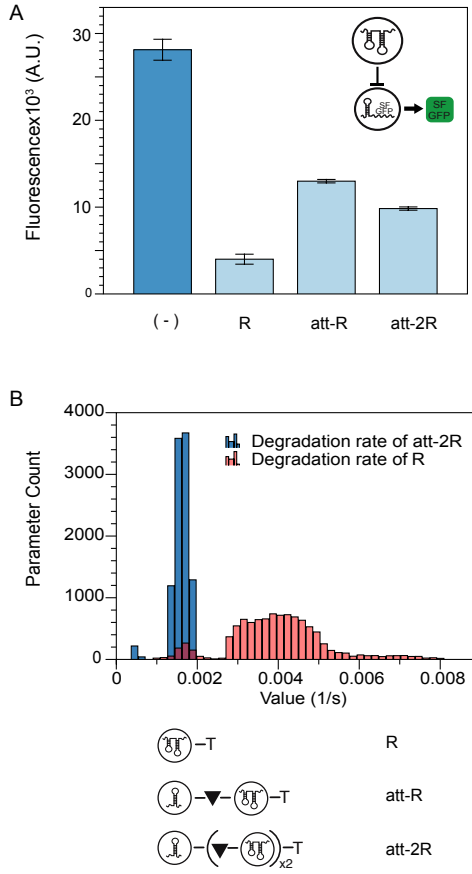 A
Fluorescencex10³ (A.U.)
30
20
10
0
SF
GFP
SF
GFP
( - )
R
att-R
att-2R
B
Parameter Count
4000
3000
2000
1000
0
Degradation rate of att-2R
Degradation rate of R
0
0.002
0.004
0.006
0.008
Value (1/s)
T
R
T
att-R
T
x2
att-2R